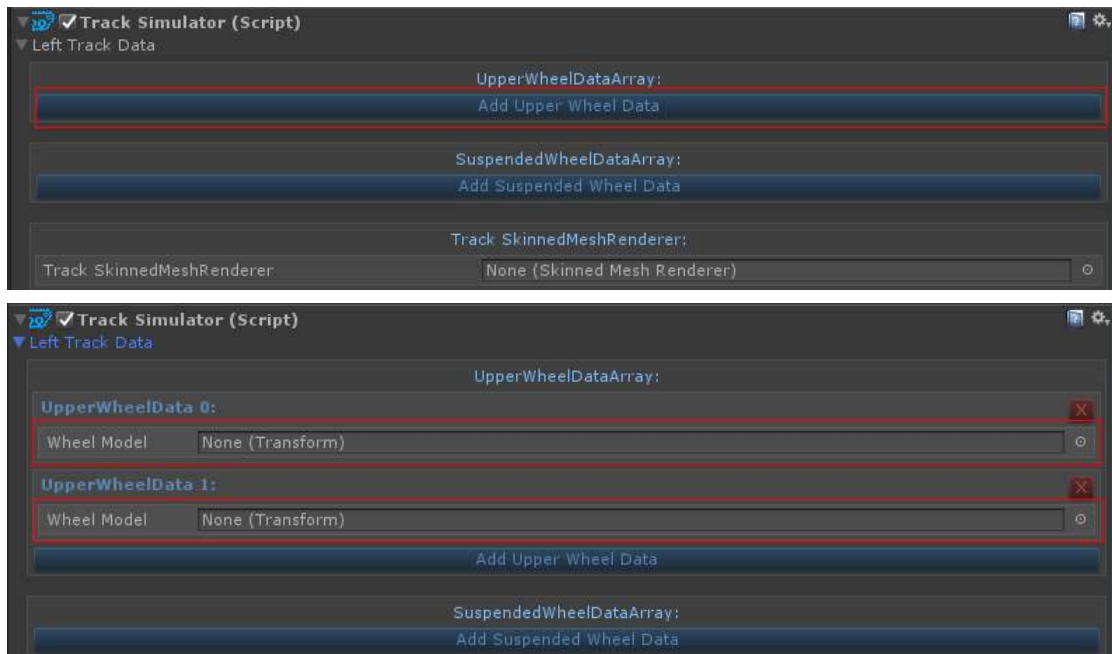 Track Simulator (Script)
Left Track Data
UpperWheelDataArray:
Add Upper Wheel Data
SuspendedWheelDataArray:
Add Suspended Wheel Data
Track SkinnedMeshRenderer:
Track SkinnedMeshRenderer None (Skinned Mesh Renderer)
Track Simulator (Script)
Left Track Data
UpperWheelDataArray:
UpperWheelData 0: X
Wheel Model None (Transform)
UpperWheelData 1: X
Wheel Model None (Transform)
Add Upper Wheel Data
SuspendedWheelDataArray:
Add Suspended Wheel Data